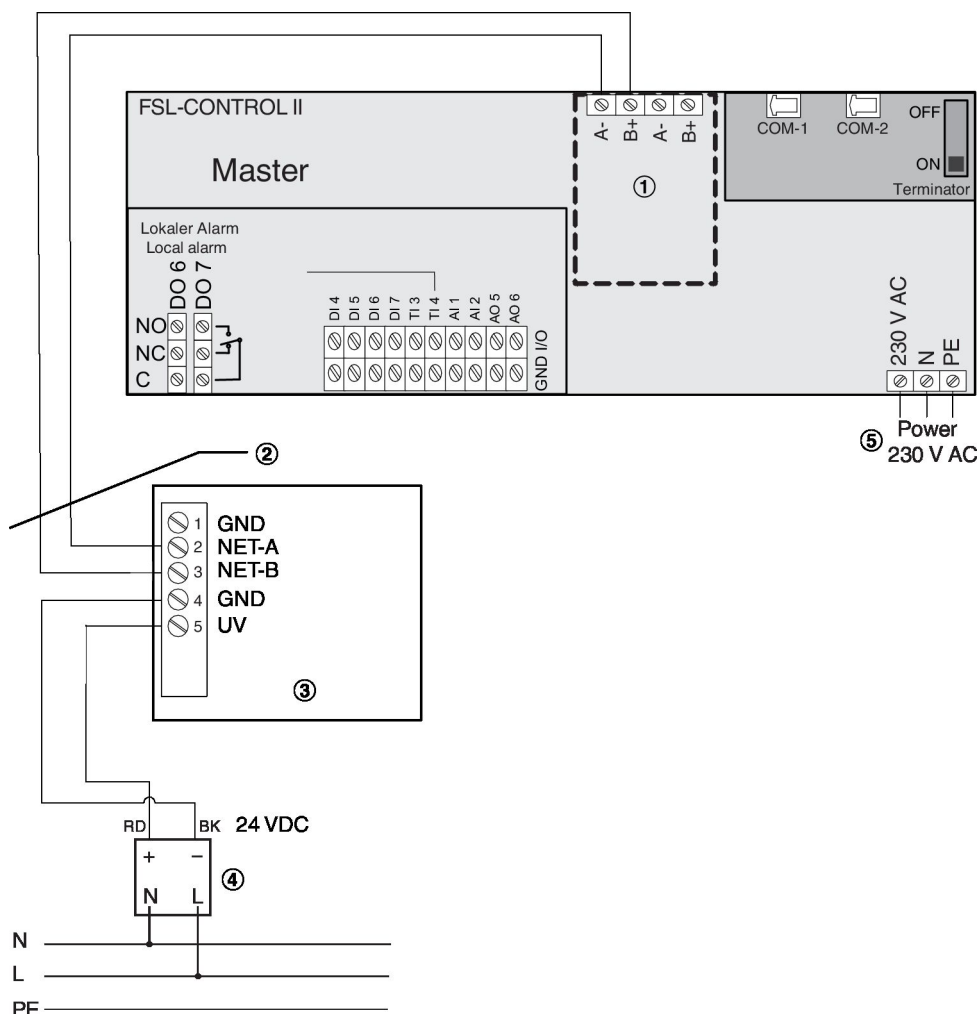 FSL-CONTROL II
Master
A- B+ A- B+
①
COM-1 COM-2
OFF
ON
Terminator
Lokaler Alarm
Local alarm
DO 6 DO 7
NO
NC
C
DI 4 DI 5 DI 6 DI 7 TI 3 TI 4 AI 1 AI 2 AO 5 AO 6
GND I/O
230 V AC N PE
⑤ Power
230 V AC
②
1 GND
2 NET-A
3 NET-B
4 GND
5 UV
③
RD BK 24 VDC
+ −
N L
④
N
L
PE